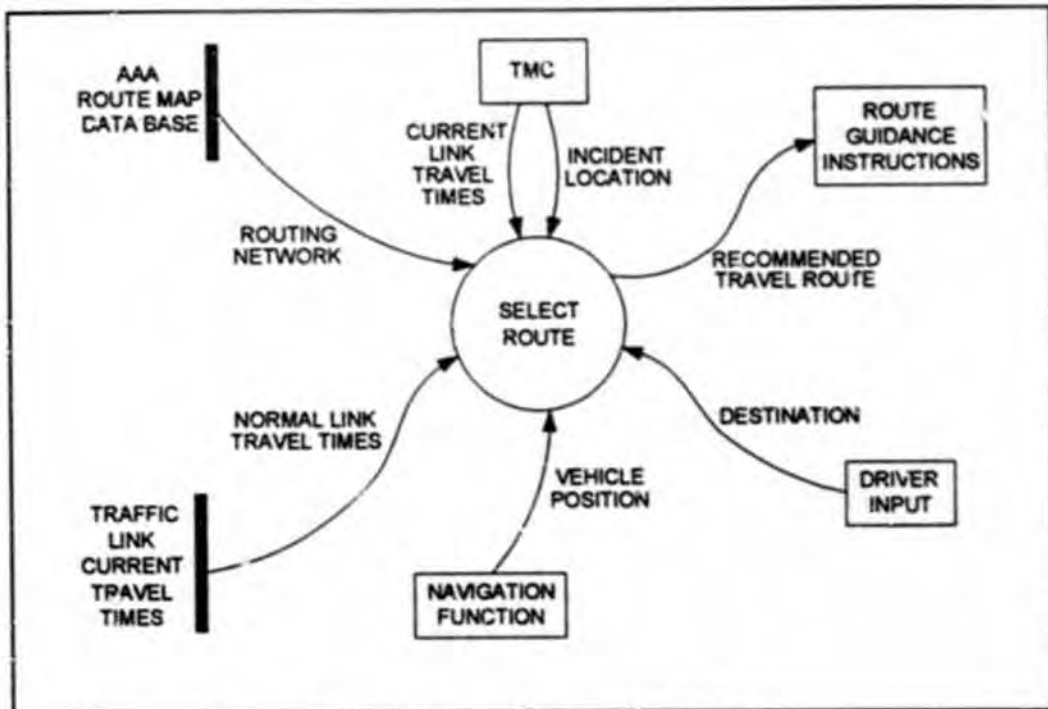 AAA
ROUTE MAP
DATA BASE
TMC
ROUTE
GUIDANCE
INSTRUCTIONS
CURRENT
LINK
TRAVEL
TIMES
INCIDENT
LOCATION
ROUTING
NETWORK
RECOMMENDED
TRAVEL ROUTE
SELECT
ROUTE
NORMAL LINK
TRAVEL TIMES
DESTINATION
VEHICLE
POSITION
DRIVER
INPUT
TRAFFIC
LINK
CURRENT
TRAVEL
TIMES
NAVIGATION
FUNCTION